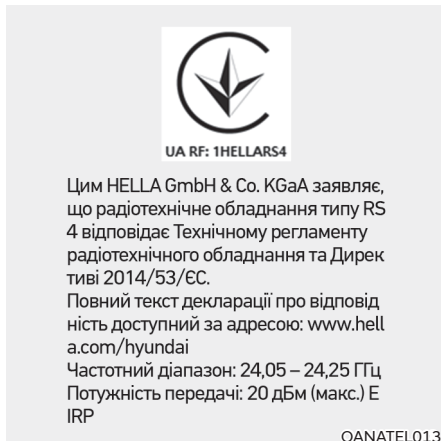 UA RF: 1HELLARS4
Цим HELLA GmbH & Co. KGaA заявляє,
що радіотехнічне обладнання типу RS
4 відповідає Технічному регламенту
радіотехнічного обладнання та Дирек
тиві 2014/53/ЄС.
Повний текст декларації про відповід
ність доступний за адресою: www.hell
a.com/hyundai
Частотний діапазон: 24,05 – 24,25 ГГц
Потужність передачі: 20 дБм (макс.) E
IRP
OANATEL013